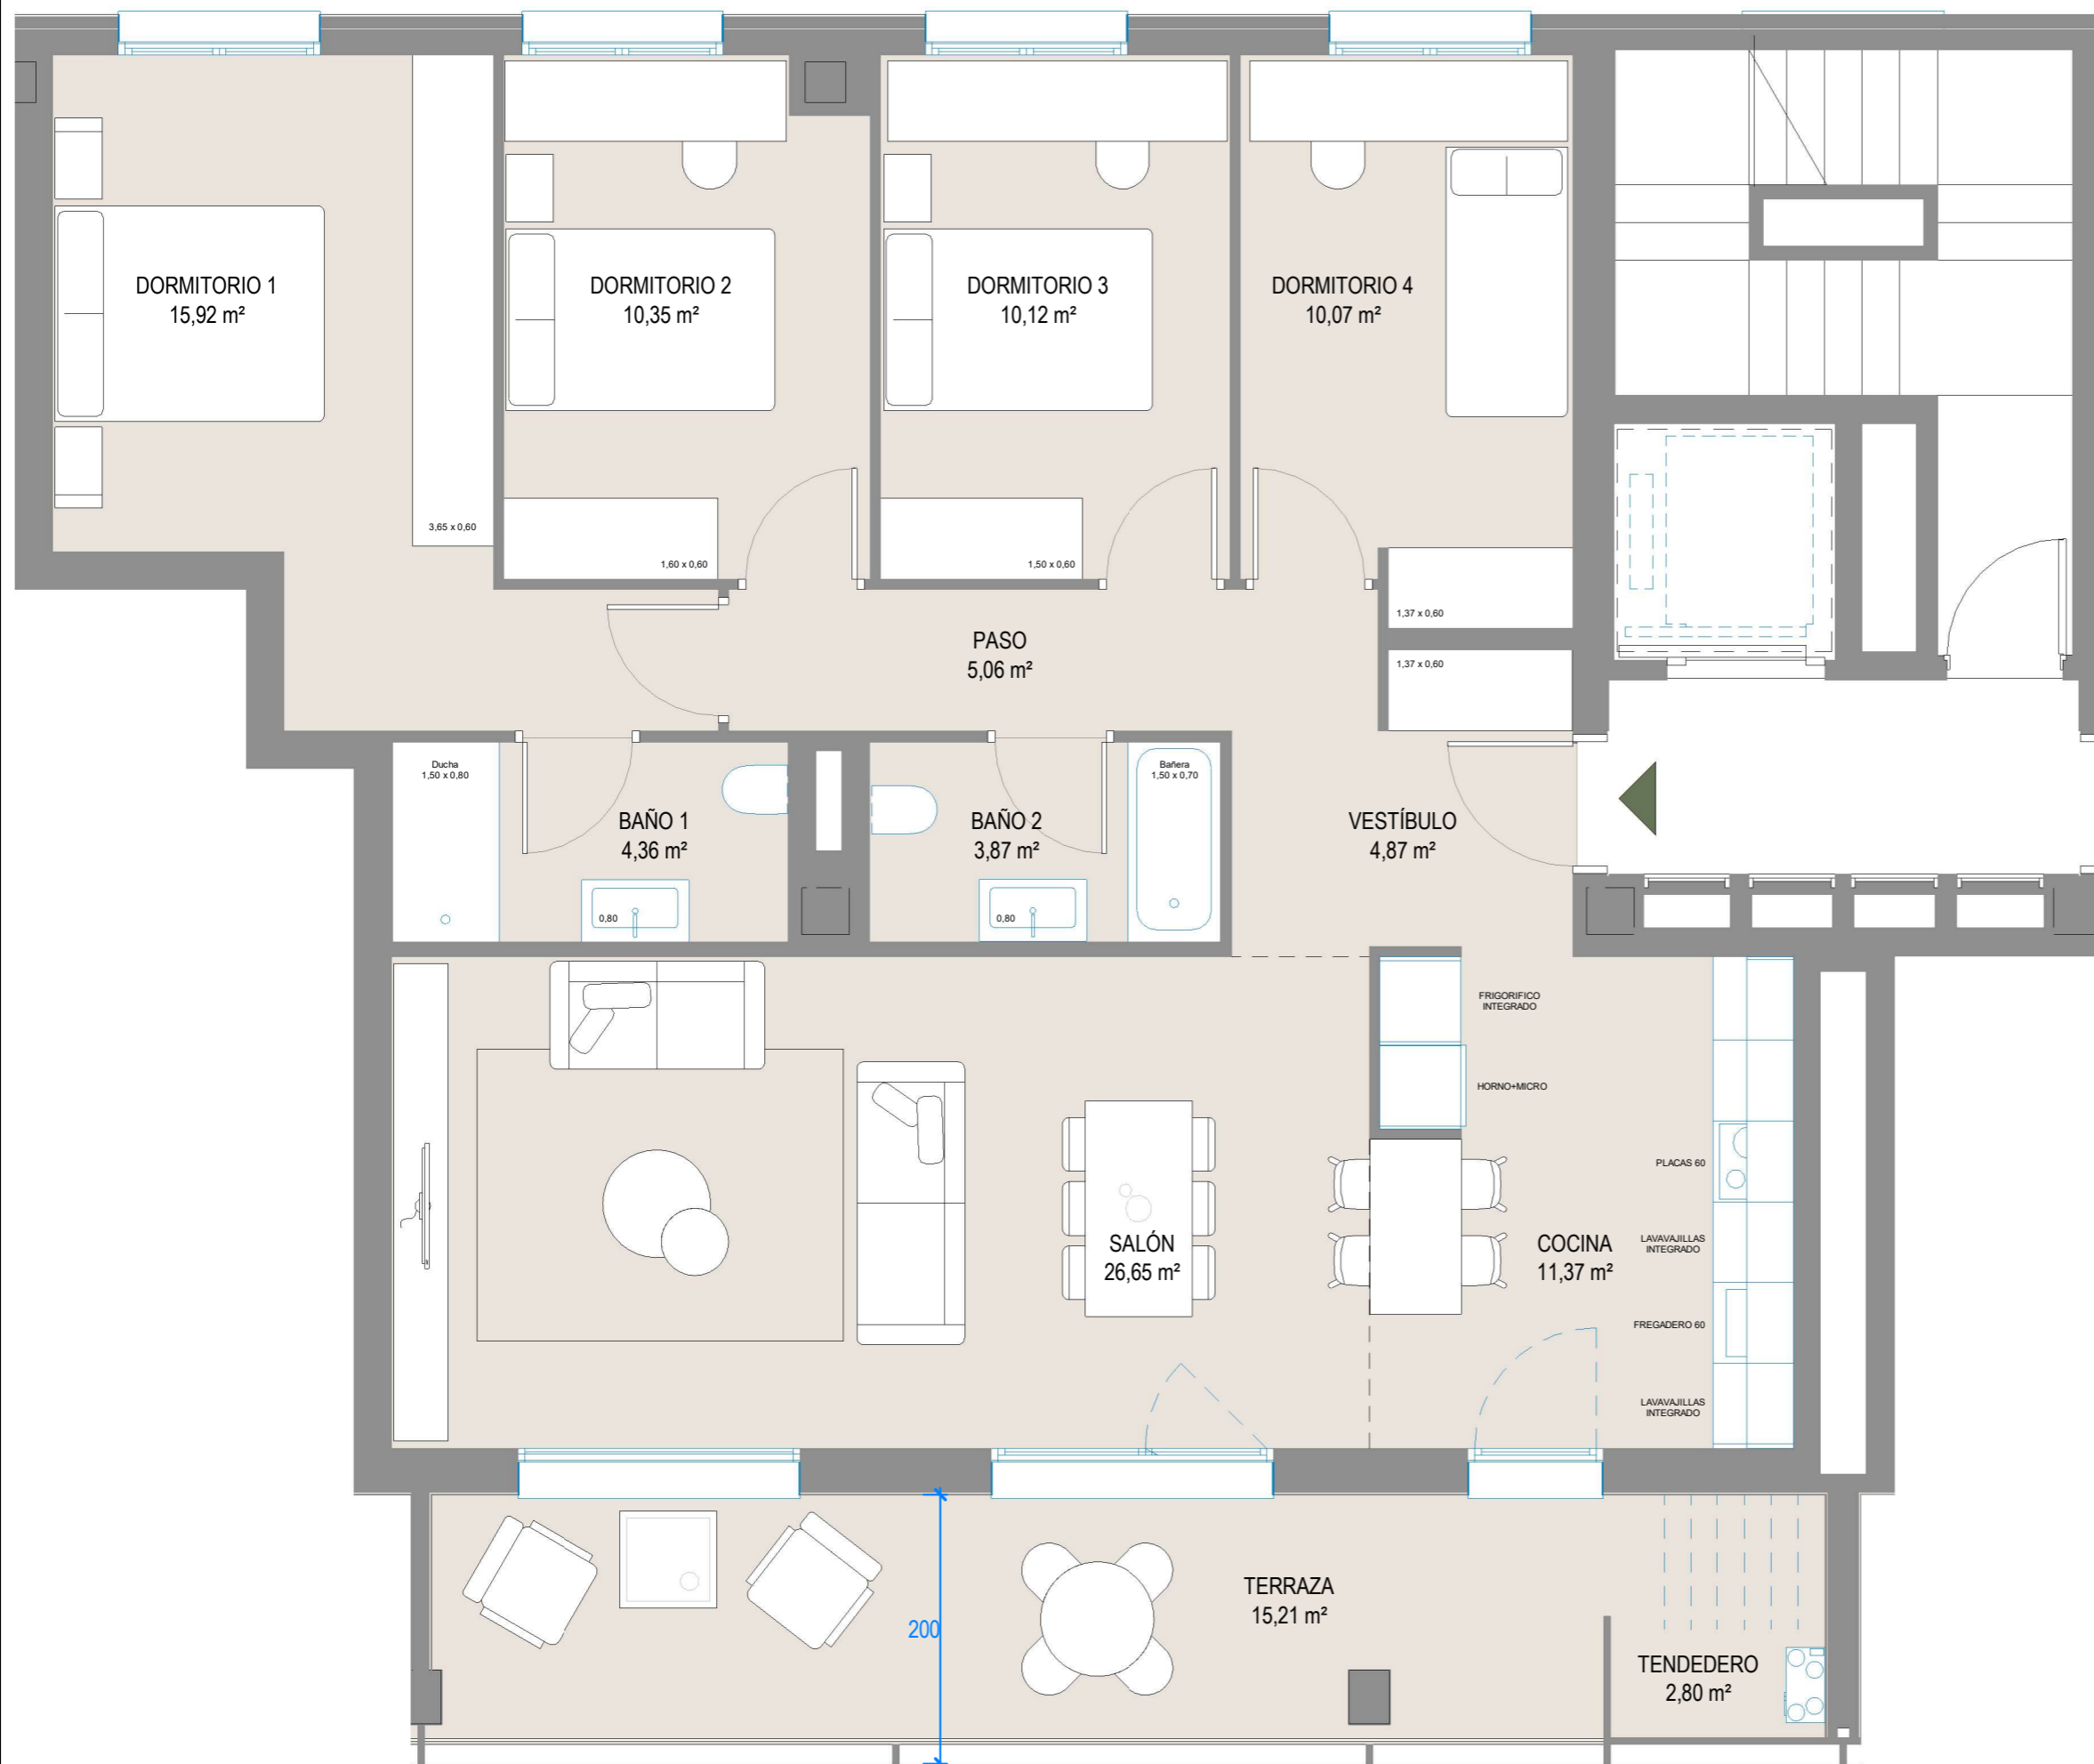 DORMITORIO 1
15,92 m²
DORMITORIO 2
10,35 m²
DORMITORIO 3
10,12 m²
DORMITORIO 4
10,07 m²
3,65 x 0,60
1,60 x 0,60
1,50 x 0,60
1,37 x 0,60
PASO
5,06 m²
1,37 x 0,60
Ducha
1,50 x 0,80
BAÑO 1
4,36 m²
0,80
BAÑO 2
3,87 m²
0,80
Bañera
1,50 x 0,70
VESTÍBULO
4,87 m²
FRIGORIFICO
INTEGRADO
HORNO+MICRO
PLACAS 60
SALÓN
26,65 m²
COCINA
11,37 m²
LAVAVAJILLAS
INTEGRADO
FREGADERO 60
LAVAVAJILLAS
INTEGRADO
TERRAZA
15,21 m²
200
TENDEDERO
2,80 m²